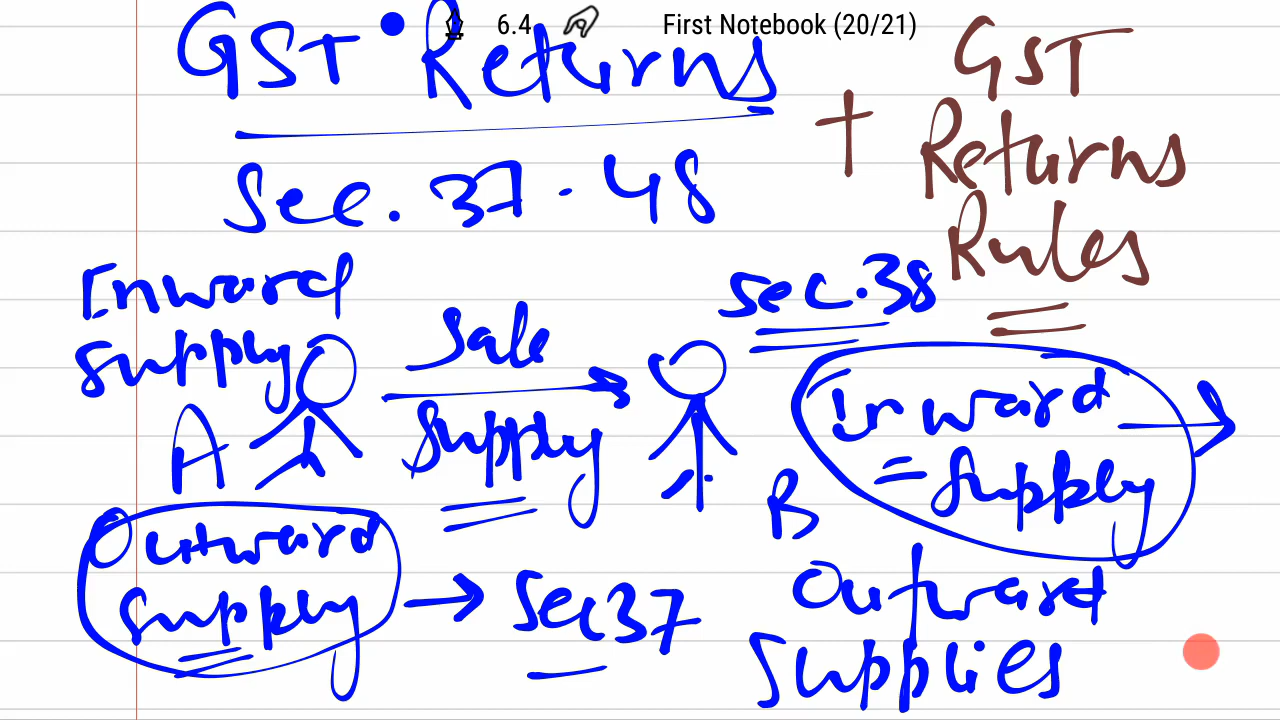 6.4 First Notebook (20/21)
GST Returns
Sec. 37-48
+
GST
Returns
Rules
Inward
Supply
A
Sale
Supply
B
Sec. 38
Inward
Supply
Outward
Supply
→ Sec 37
Outward
Supplies